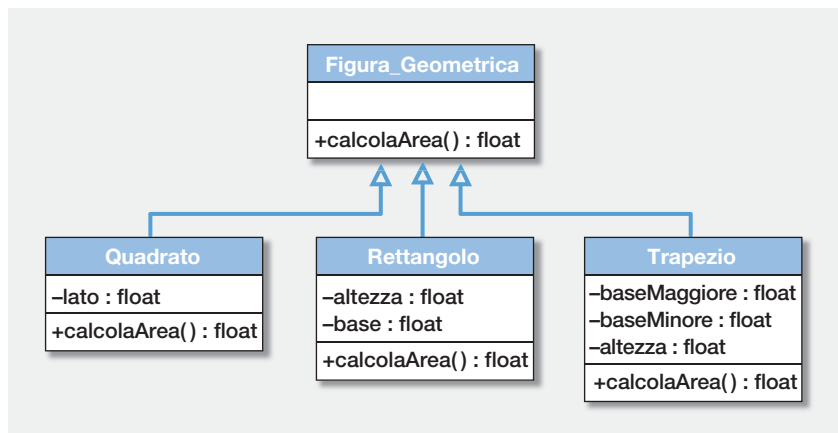 Figura_Geometrica
+calcolaArea() : float
Quadrato
–lato : float
+calcolaArea() : float
Rettangolo
–altezza : float
–base : float
+calcolaArea() : float
Trapezio
–baseMaggiore : float
–baseMinore : float
–altezza : float
+calcolaArea() : float